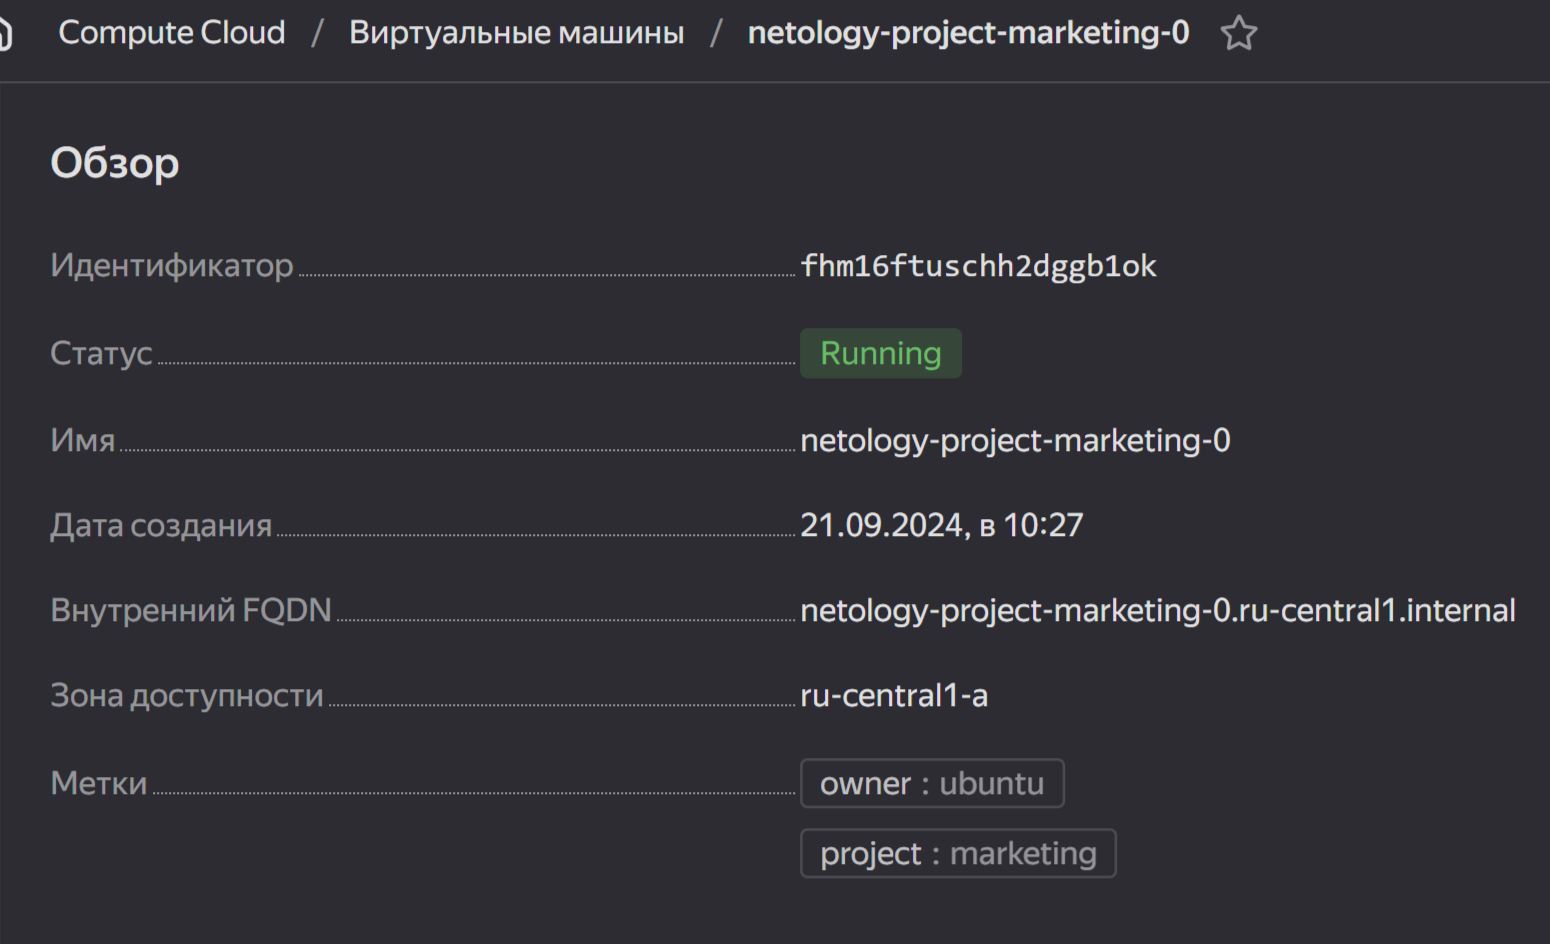 Compute Cloud / Виртуальные машины / netology-project-marketing-0
Обзор
Идентификатор fhm16ftuschh2dggb1ok
Статус Running
Имя netology-project-marketing-0
Дата создания 21.09.2024, в 10:27
Внутренний FQDN netology-project-marketing-0.ru-central1.internal
Зона доступности ru-central1-a
Метки owner : ubuntu
project : marketing